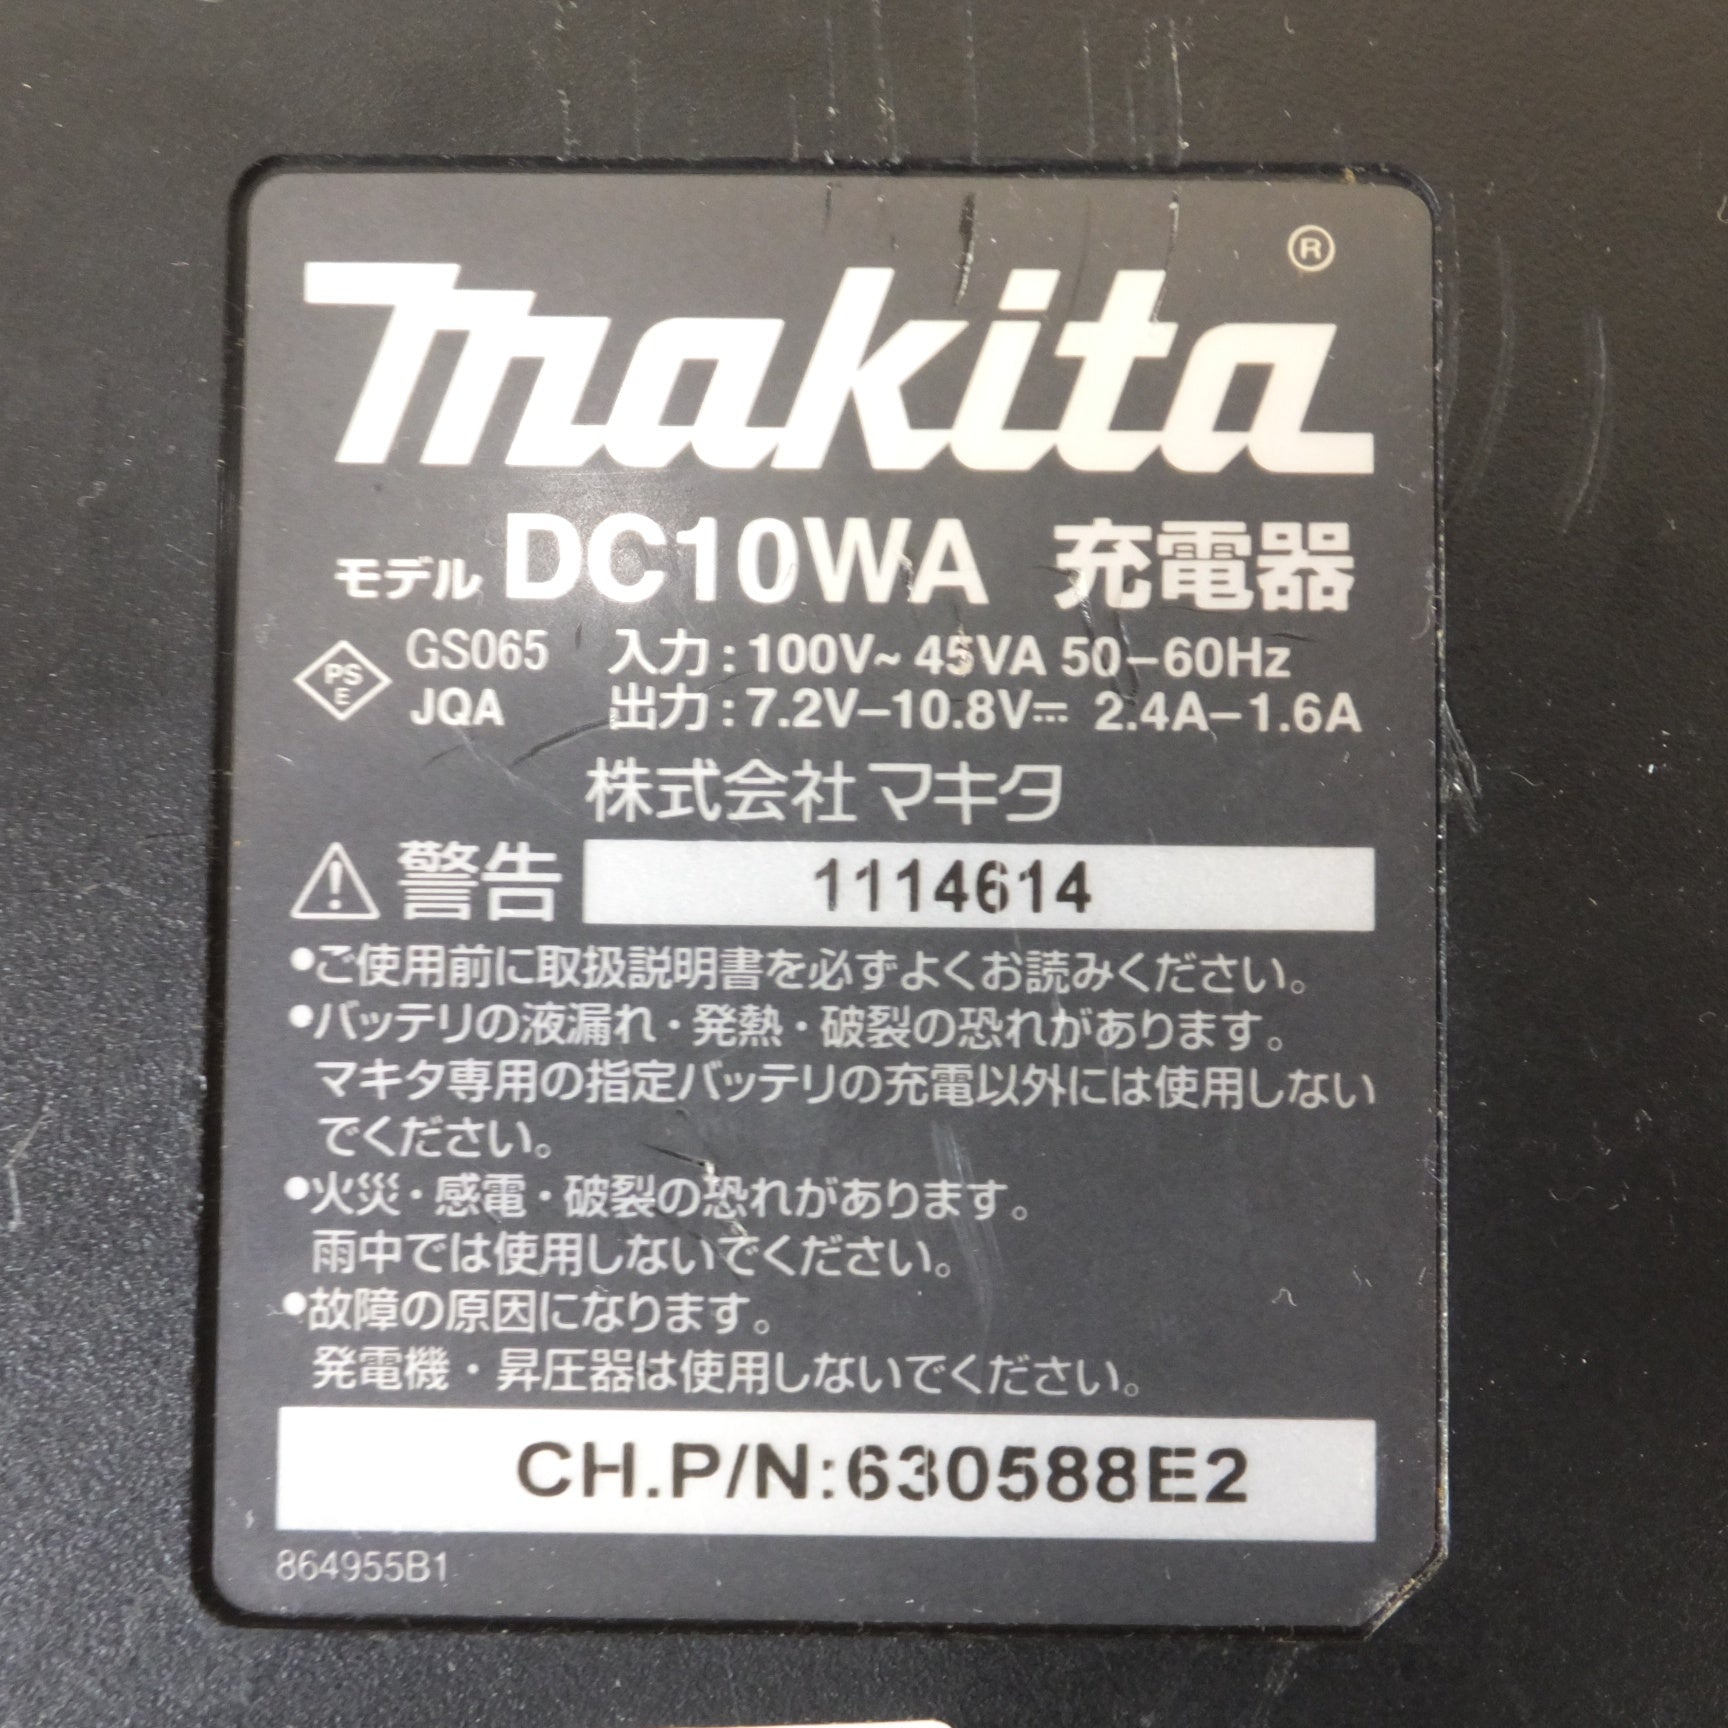 makita®
モデル DC10WA 充電器
PS E GS065 入力:100V~ 45VA 50–60Hz
JQA 出力:7.2V–10.8V⎓ 2.4A–1.6A
株式会社マキタ
警告 1114614
•ご使用前に取扱説明書を必ずよくお読みください。
•バッテリの液漏れ・発熱・破裂の恐れがあります。
マキタ専用の指定バッテリの充電以外には使用しない
でください。
•火災・感電・破裂の恐れがあります。
雨中では使用しないでください。
•故障の原因になります。
発電機・昇圧器は使用しないでください。
CH.P/N:630588E2
864955B1